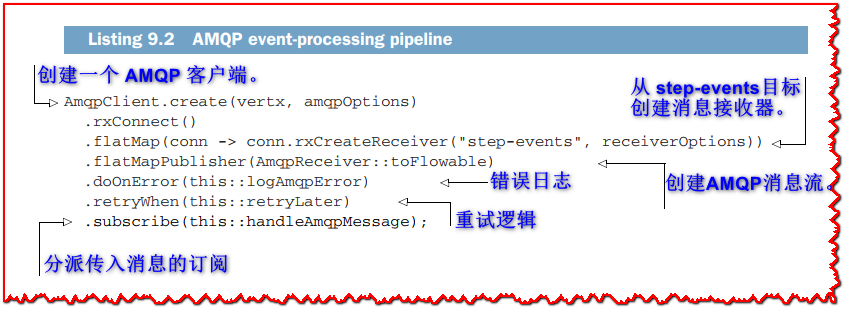 Listing 9.2 AMQP event-processing pipeline
创建一个 AMQP 客户端。
从 step-events目标
创建消息接收器。
AmqpClient.create(vertx, amqpOptions)
.rxConnect()
.flatMap(conn -> conn.rxCreateReceiver("step-events", receiverOptions))
.flatMapPublisher(AmqpReceiver::toFlowable)
.doOnError(this::logAmqpError)
错误日志
创建AMQP消息流。
.retryWhen(this::retryLater)
重试逻辑
.subscribe(this::handleAmqpMessage);
分派传入消息的订阅